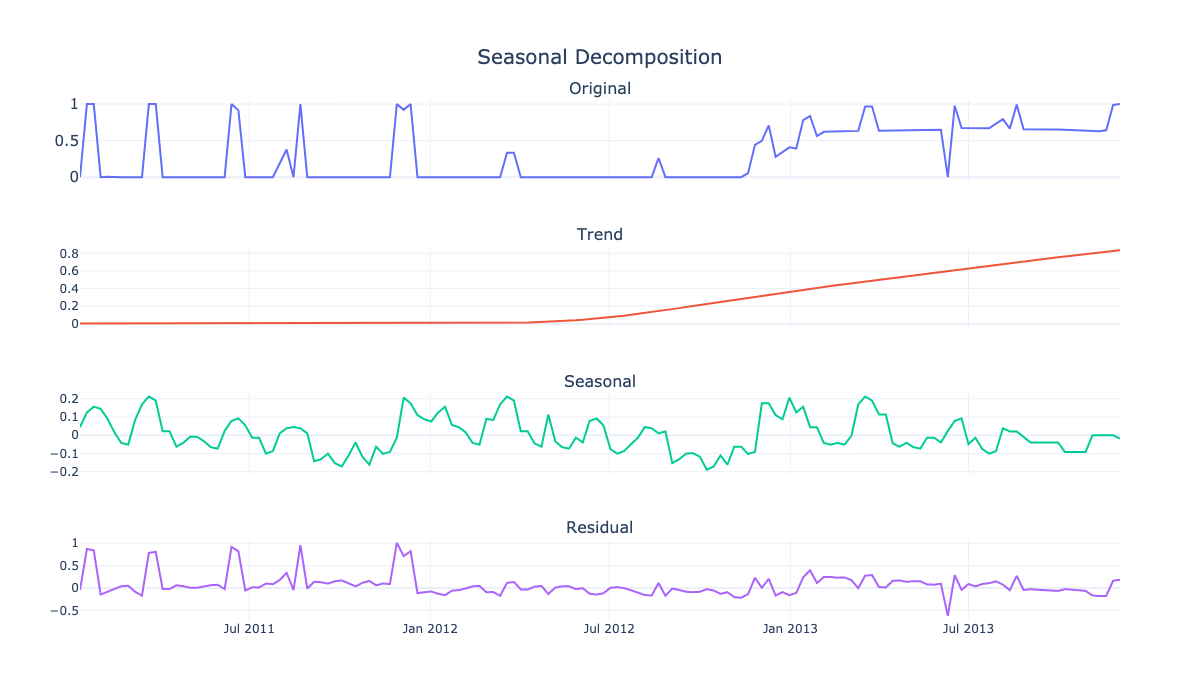 Seasonal Decomposition
Original
1
0.5
0
Trend
0.8
0.6
0.4
0.2
0
Seasonal
0.2
0.1
0
−0.1
−0.2
Residual
1
0.5
0
−0.5
Jul 2011 Jan 2012 Jul 2012 Jan 2013 Jul 2013